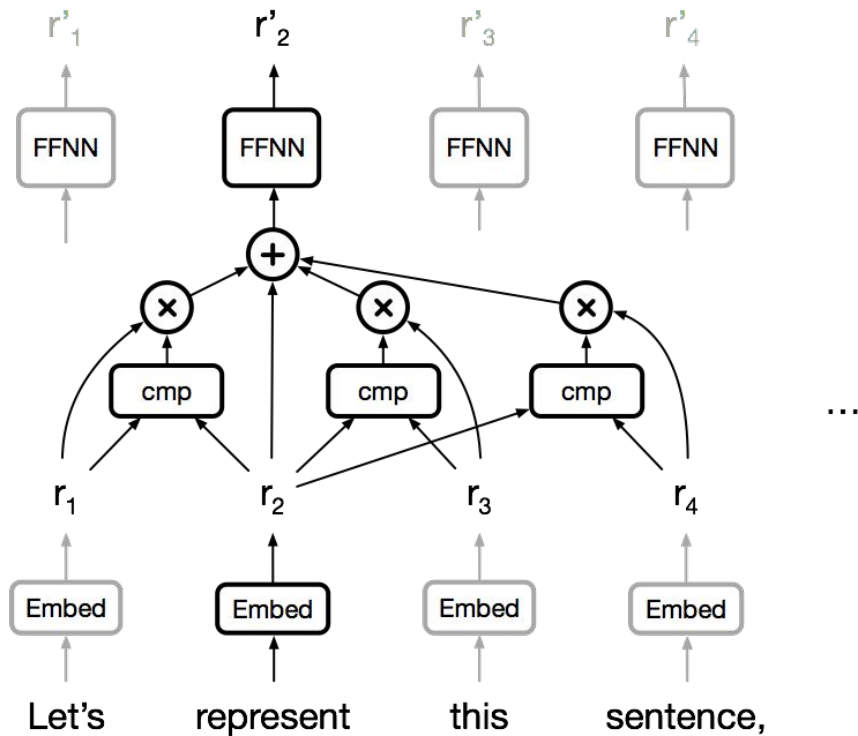 r'₁ r'₂ r'₃ r'₄
FFNN FFNN FFNN FFNN
+
× × ×
cmp cmp cmp
...
r₁ r₂ r₃ r₄
Embed Embed Embed Embed
Let's represent this sentence,